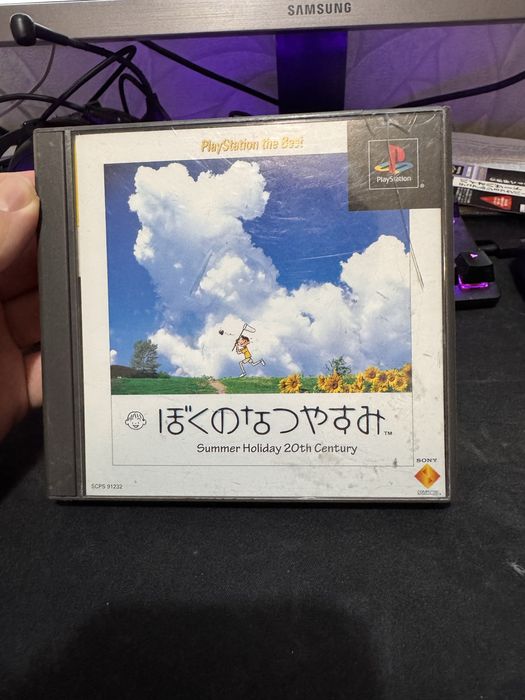 SAMSUNG
PlayStation the Best
PlayStation
ぼくのなつやすみ™
Summer Holiday 20th Century
SCPS 91232
SONY